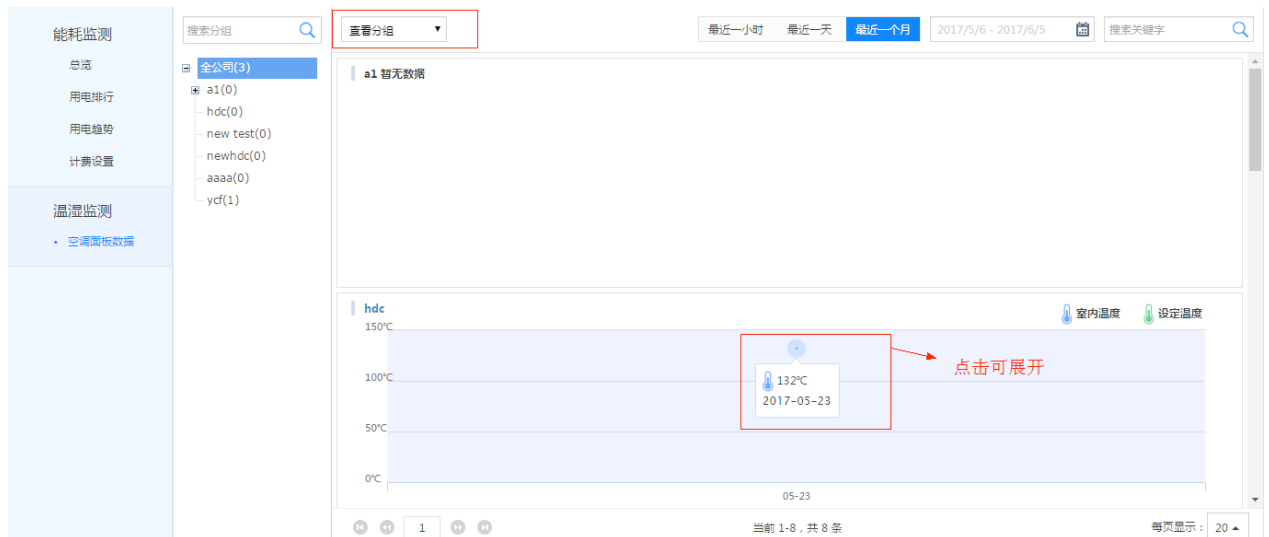 能耗监测
总览
用电排行
用电趋势
计费设置
温湿监测
空调面板数据
搜索分组
全公司(3)
a1(0)
hdc(0)
new test(0)
newhdc(0)
aaaa(0)
ycf(1)
查看分组
最近一小时 最近一天 最近一个月 2017/5/6 - 2017/6/5 搜索关键字
a1 暂无数据
hdc
室内温度 设定温度
150℃
100℃
50℃
0℃
132℃
2017-05-23
点击可展开
05-23
1
当前 1-8，共 8 条
每页显示： 20